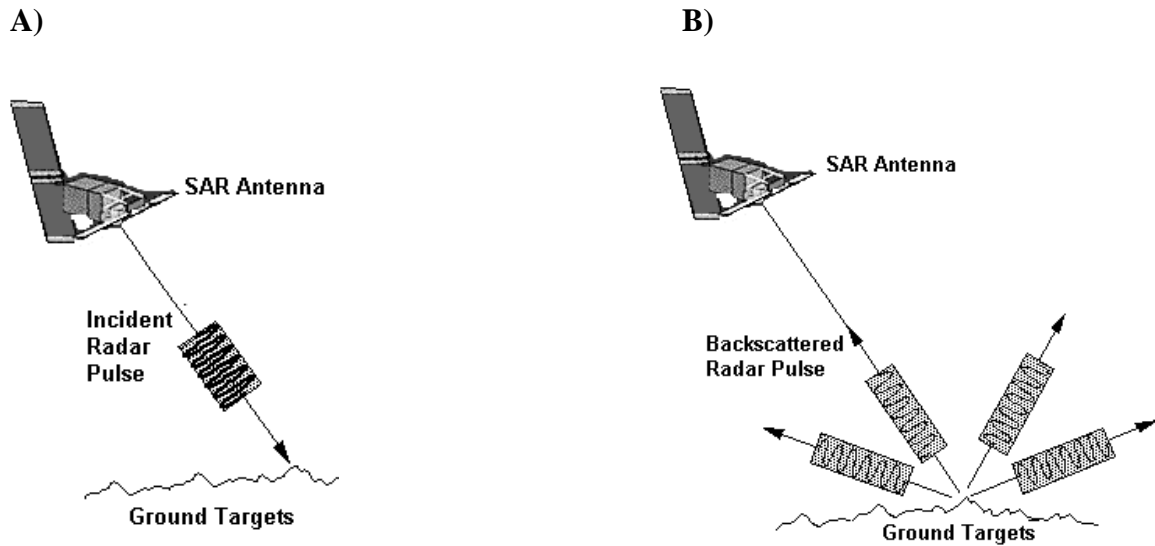 A)
B)
SAR Antenna
Incident
Radar
Pulse
Ground Targets
SAR Antenna
Backscattered
Radar Pulse
Ground Targets